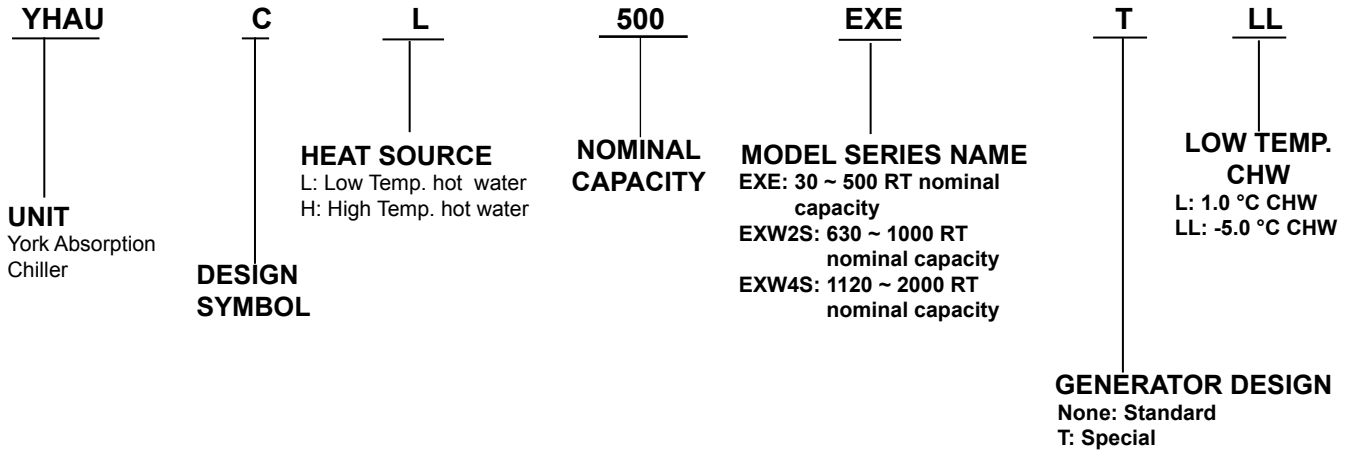 YHAU C L 500 EXE T LL
UNIT
York Absorption
Chiller
DESIGN
SYMBOL
HEAT SOURCE
L: Low Temp. hot water
H: High Temp. hot water
NOMINAL
CAPACITY
MODEL SERIES NAME
EXE: 30 ~ 500 RT nominal
capacity
EXW2S: 630 ~ 1000 RT
nominal capacity
EXW4S: 1120 ~ 2000 RT
nominal capacity
GENERATOR DESIGN
None: Standard
T: Special
LOW TEMP.
CHW
L: 1.0 °C CHW
LL: -5.0 °C CHW